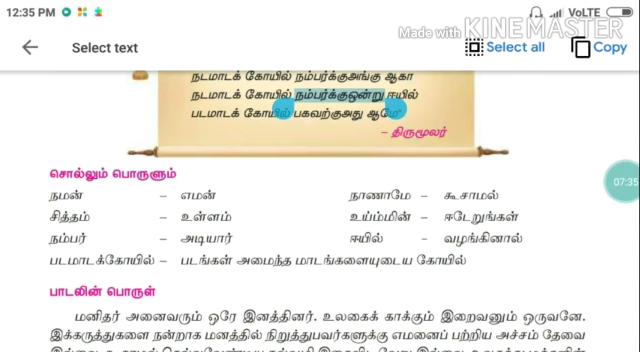 12:35 PM VoLTE
Made with KINEMASTER
← Select text Select all Copy
நடமாடக் கோயில் நம்பர்க்குஅங்கு ஆகா
நடமாடக் கோயில் நம்பர்க்குஒன்று ஈயில்
படமாடக் கோயில் பகவற்குஅது ஆமே"
– திருமூலர்
07:35
சொல்லும் பொருளும்
நமன் – எமன் நாணாமே – கூசாமல்
சித்தம் – உள்ளம் உய்ம்மின் – ஈடேறுங்கள்
நம்பர் – அடியார் ஈயில் – வழங்கினால்
படமாடக்கோயில் – படங்கள் அமைந்த மாடங்களையுடைய கோயில்
பாடலின் பொருள்
மனிதர் அனைவரும் ஒரே இனத்தினர். உலகைக் காக்கும் இறைவனும் ஒருவனே.
இக்கருத்துகளை நன்றாக மனத்தில் நிறுத்துபவர்களுக்கு எமனைப் பற்றிய அச்சம் தேவை